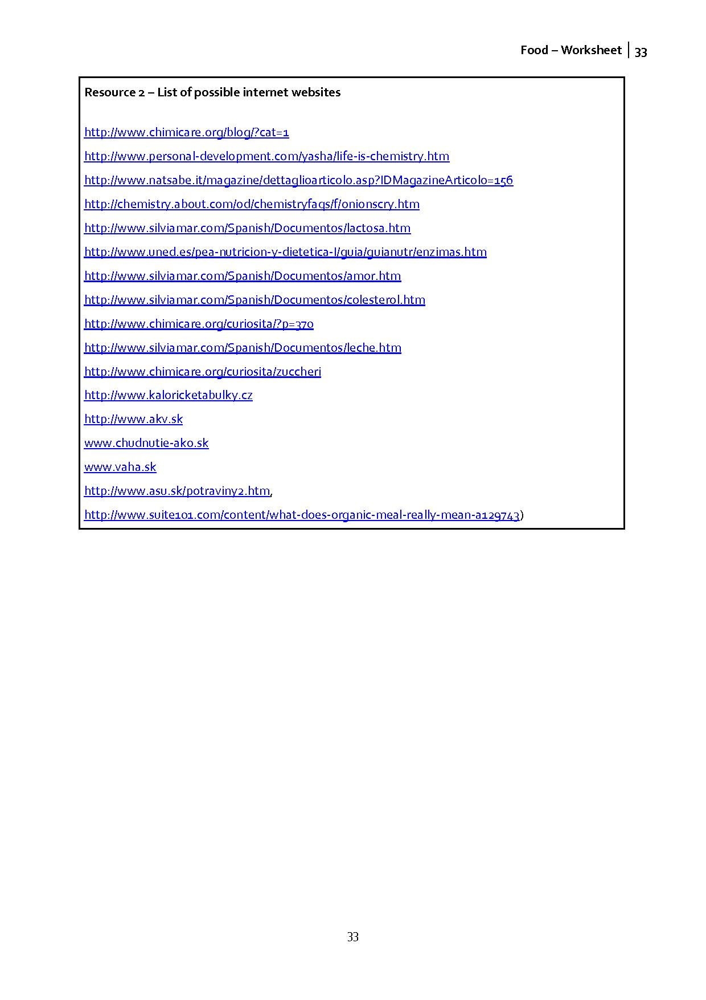 Food – Worksheet | 33
Resource 2 – List of possible internet websites
http://www.chimicare.org/blog/?cat=1
http://www.personal-development.com/yasha/life-is-chemistry.htm
http://www.natsabe.it/magazine/dettaglioarticolo.asp?IDMagazineArticolo=156
http://chemistry.about.com/od/chemistryfaqs/f/onionscry.htm
http://www.silviamar.com/Spanish/Documentos/lactosa.htm
http://www.uned.es/pea-nutricion-y-dietetica-I/guia/guianutr/enzimas.htm
http://www.silviamar.com/Spanish/Documentos/amor.htm
http://www.silviamar.com/Spanish/Documentos/colesterol.htm
http://www.chimicare.org/curiosita/?p=370
http://www.silviamar.com/Spanish/Documentos/leche.htm
http://www.chimicare.org/curiosita/zuccheri
http://www.kaloricketabulky.cz
http://www.akv.sk
www.chudnutie-ako.sk
www.vaha.sk
http://www.asu.sk/potraviny2.htm,
http://www.suite101.com/content/what-does-organic-meal-really-mean-a129743)
33